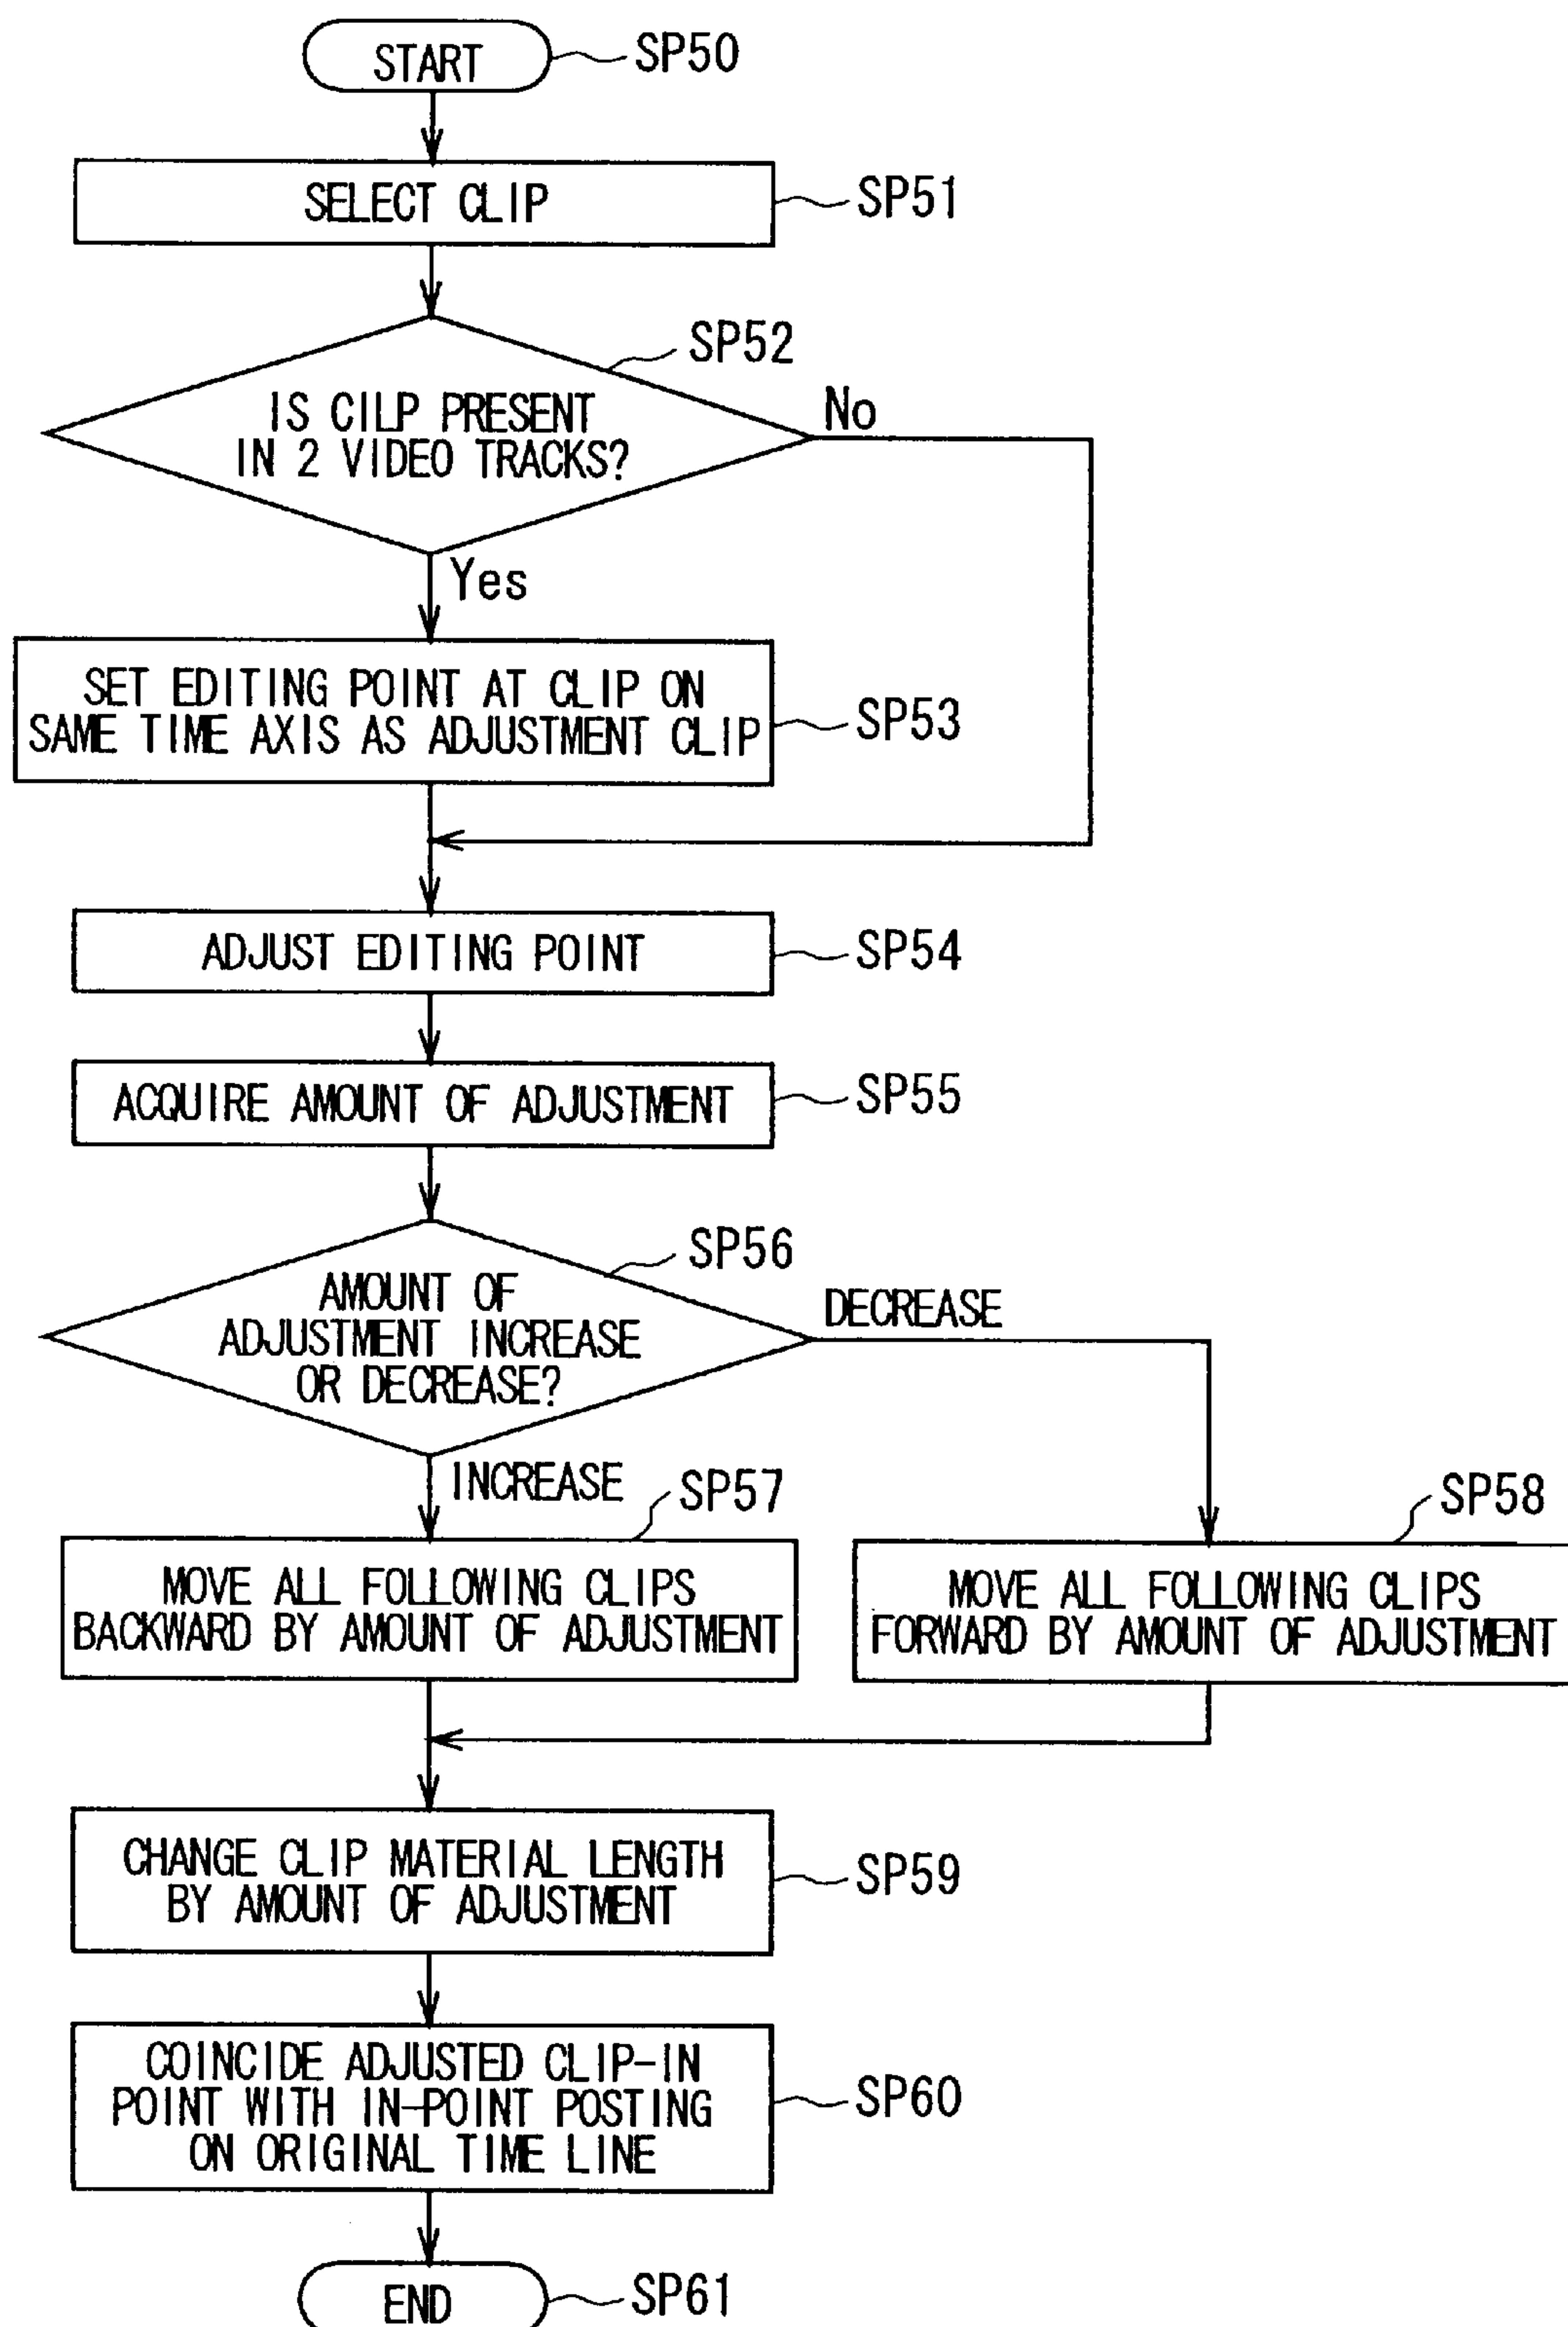 START
SP50
SELECT CLIP
SP51
SP52
IS CILP PRESENT
IN 2 VIDEO TRACKS?
No
Yes
SET EDITING POINT AT CLIP ON
SAME TIME AXIS AS ADJUSTMENT CLIP
SP53
ADJUST EDITING POINT
SP54
ACQUIRE AMOUNT OF ADJUSTMENT
SP55
SP56
AMOUNT OF
ADJUSTMENT INCREASE
OR DECREASE?
DECREASE
INCREASE
SP57
MOVE ALL FOLLOWING CLIPS
BACKWARD BY AMOUNT OF ADJUSTMENT
SP58
MOVE ALL FOLLOWING CLIPS
FORWARD BY AMOUNT OF ADJUSTMENT
CHANGE CLIP MATERIAL LENGTH
BY AMOUNT OF ADJUSTMENT
SP59
COINCIDE ADJUSTED CLIP-IN
POINT WITH IN-POINT POSTING
ON ORIGINAL TIME LINE
SP60
END
SP61